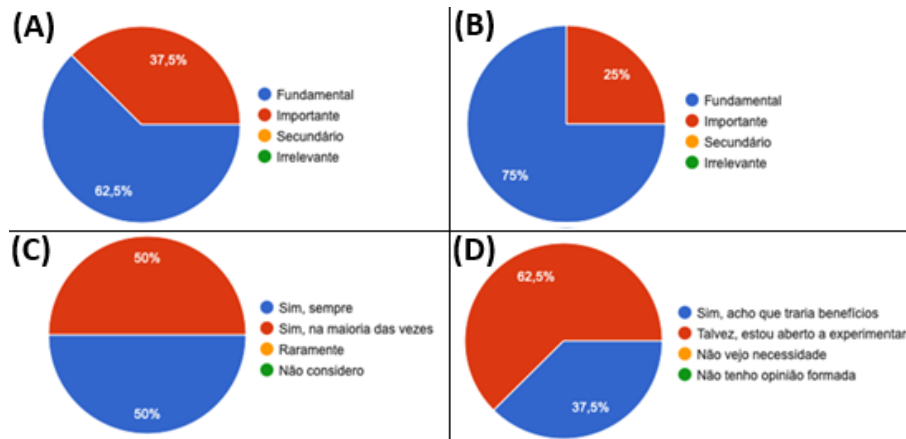 (A)
37,5%
62,5%
Fundamental
Importante
Secundário
Irrelevante
(B)
25%
75%
Fundamental
Importante
Secundário
Irrelevante
(C)
50%
50%
Sim, sempre
Sim, na maioria das vezes
Raramente
Não considero
(D)
62,5%
37,5%
Sim, acho que traria benefícios
Talvez, estou aberto a experimentar
Não vejo necessidade
Não tenho opinião formada